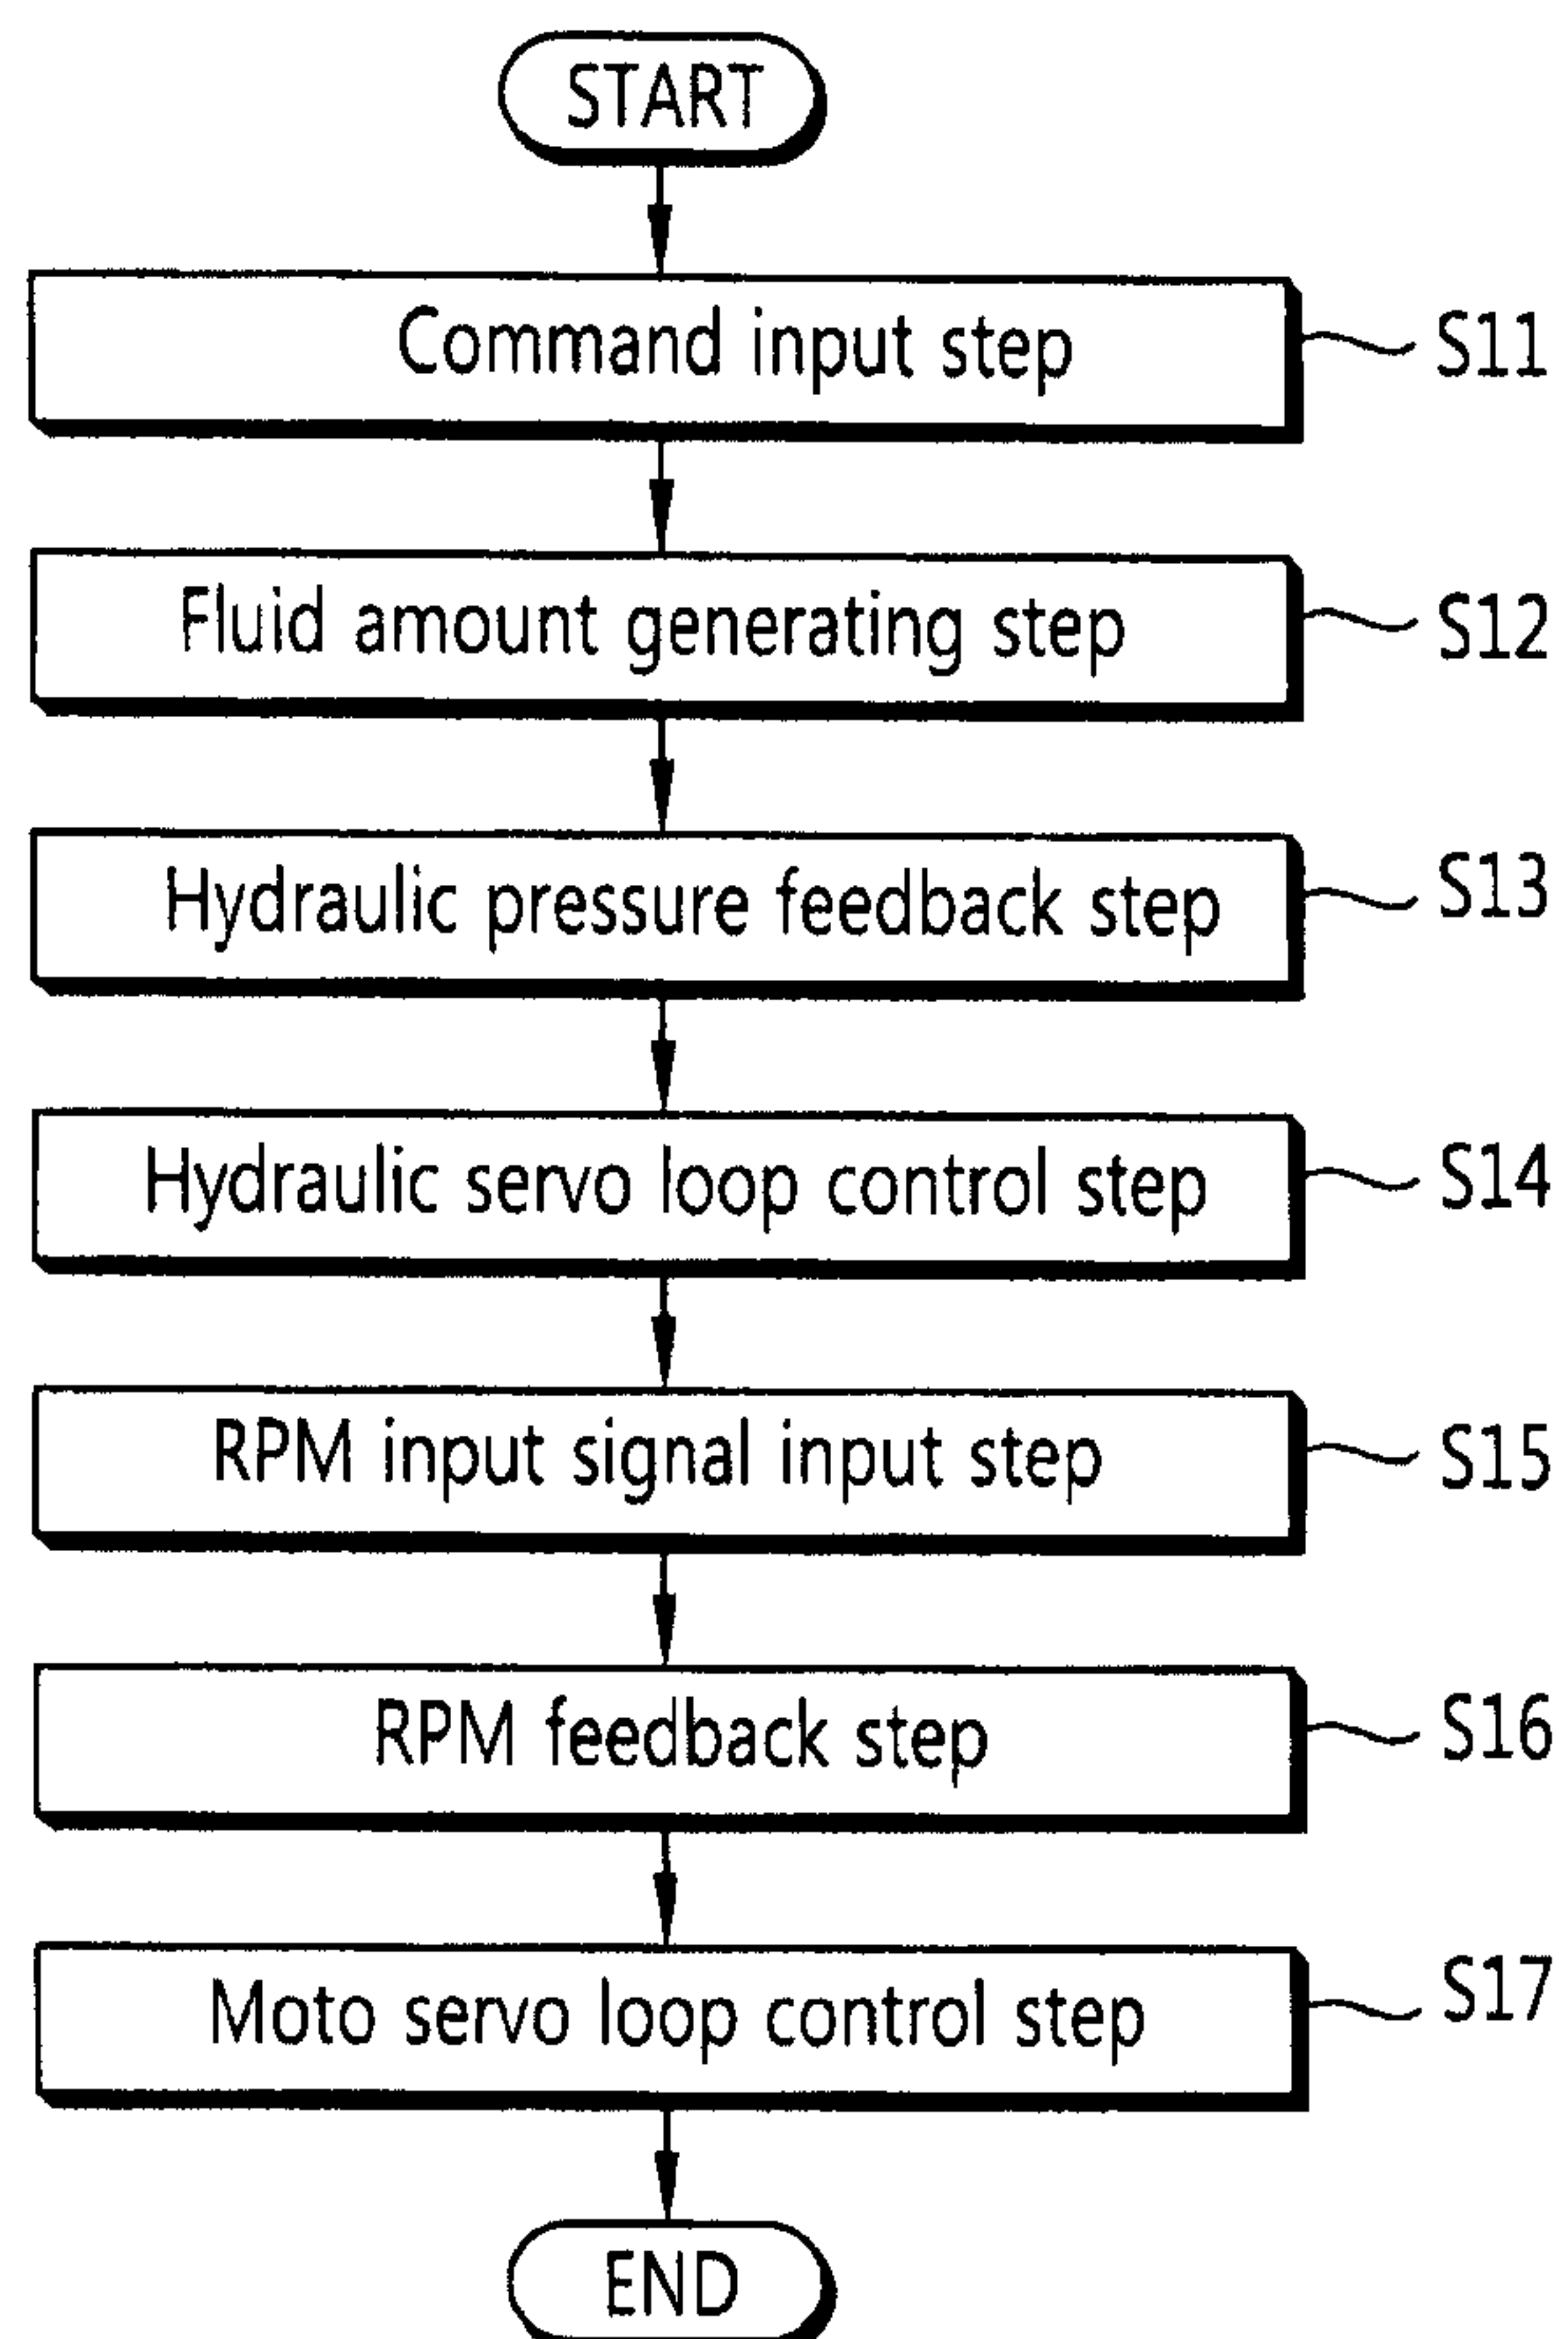 START
Command input step
S11
Fluid amount generating step
S12
Hydraulic pressure feedback step
S13
Hydraulic servo loop control step
S14
RPM input signal input step
S15
RPM feedback step
S16
Moto servo loop control step
S17
END